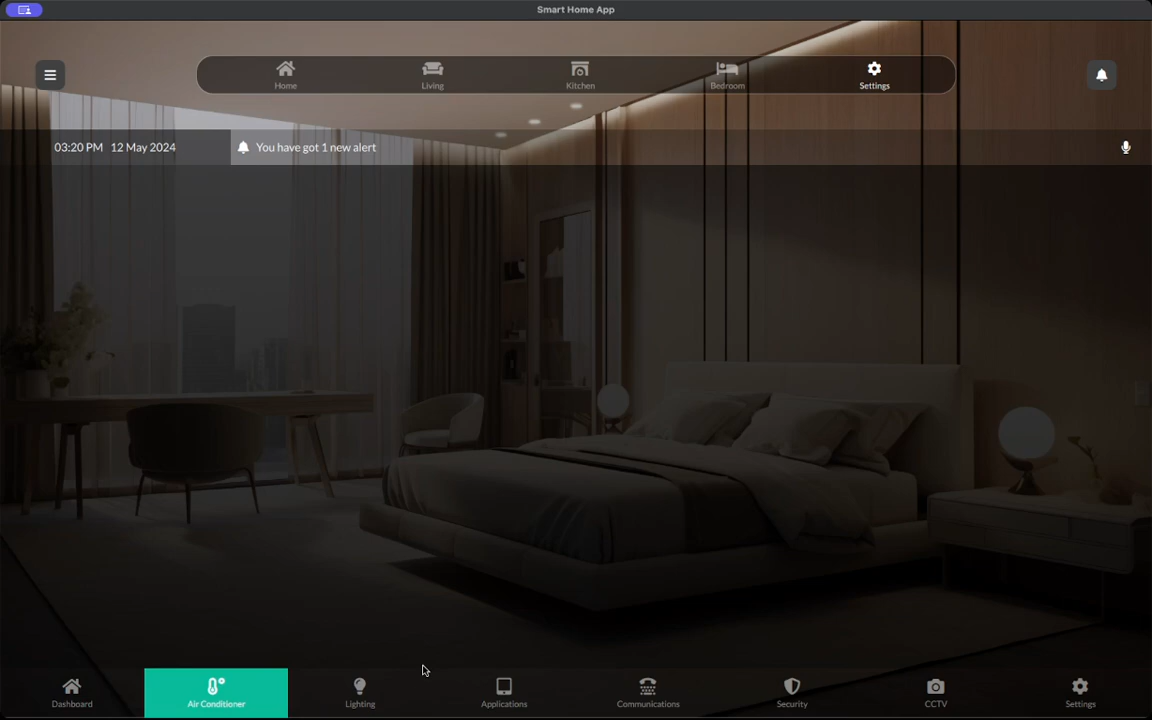 Smart Home App
Home Living Kitchen Bedroom Settings
03:20 PM 12 May 2024 You have got 1 new alert
Dashboard Air Conditioner Lighting Applications Communications Security CCTV Settings